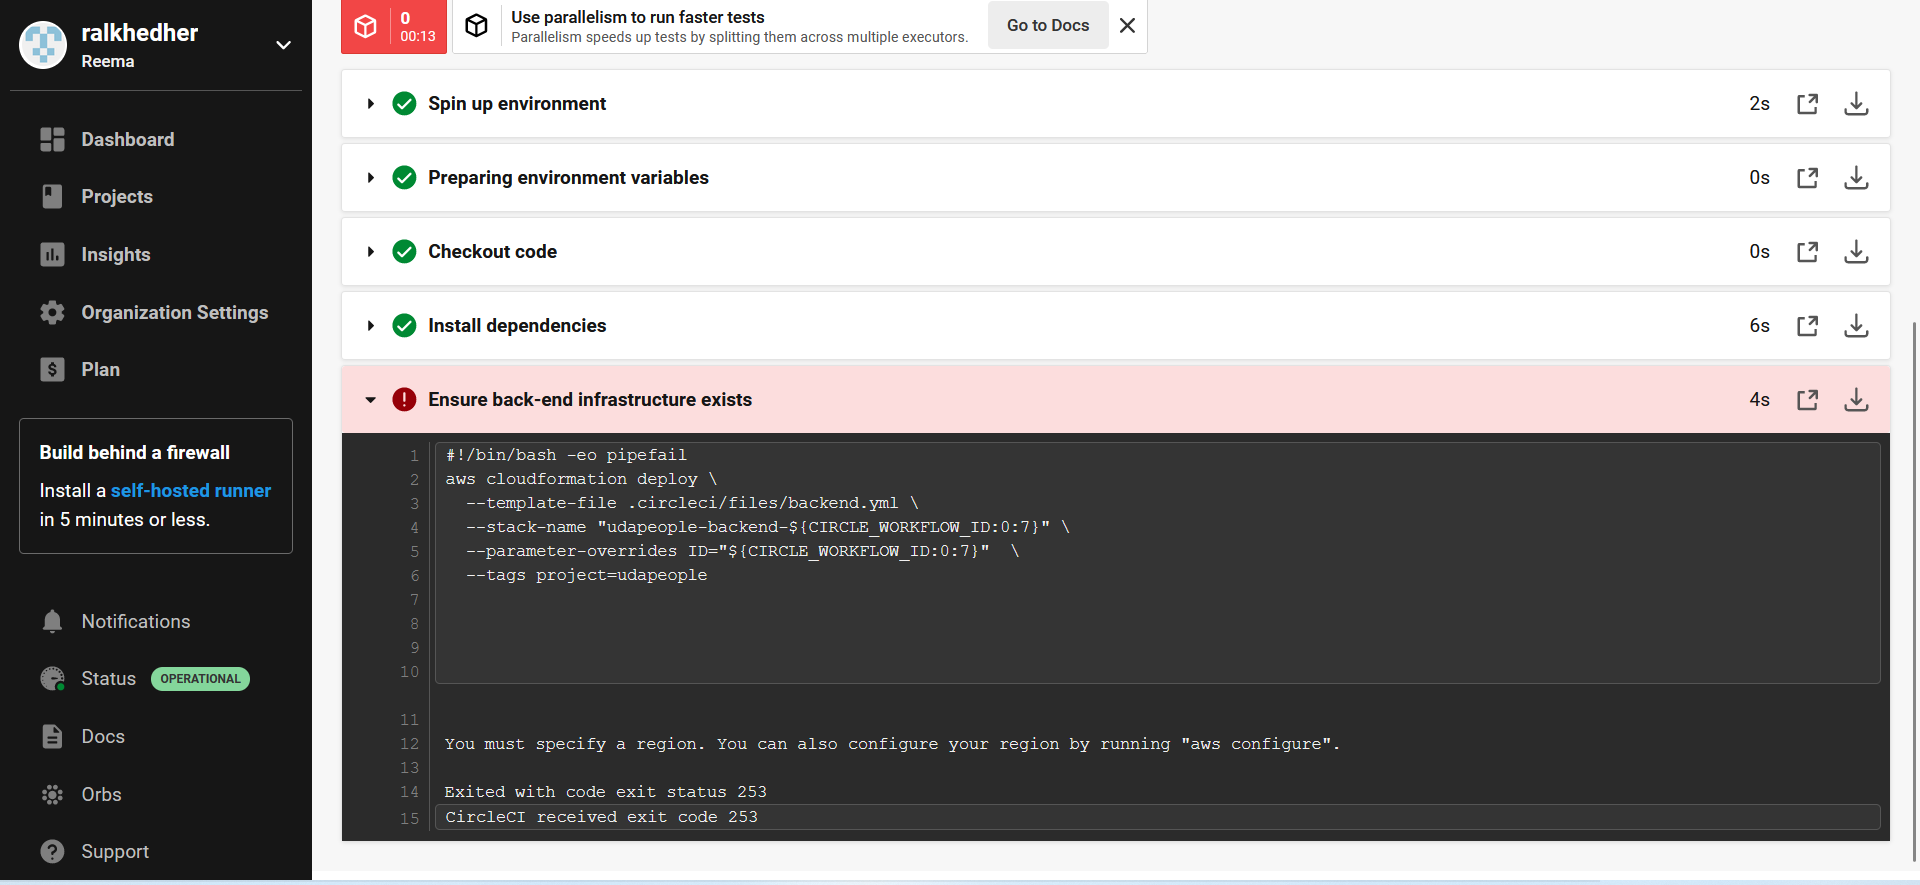 ralkhedher
Reema
Dashboard
Projects
Insights
Organization Settings
$ Plan
Build behind a firewall
Install a self-hosted runner
in 5 minutes or less.
Notifications
Status OPERATIONAL
Docs
Orbs
? Support
0
00:13
Use parallelism to run faster tests
Parallelism speeds up tests by splitting them across multiple executors.
Go to Docs
Spin up environment 2s
Preparing environment variables 0s
Checkout code 0s
Install dependencies 6s
! Ensure back-end infrastructure exists 4s
1 #!/bin/bash -eo pipefail
2 aws cloudformation deploy \
3 --template-file .circleci/files/backend.yml \
4 --stack-name "udapeople-backend-${CIRCLE_WORKFLOW_ID:0:7}" \
5 --parameter-overrides ID="${CIRCLE_WORKFLOW_ID:0:7}"  \
6 --tags project=udapeople
7
8
9
10
11
12 You must specify a region. You can also configure your region by running "aws configure".
13
14 Exited with code exit status 253
15 CircleCI received exit code 253